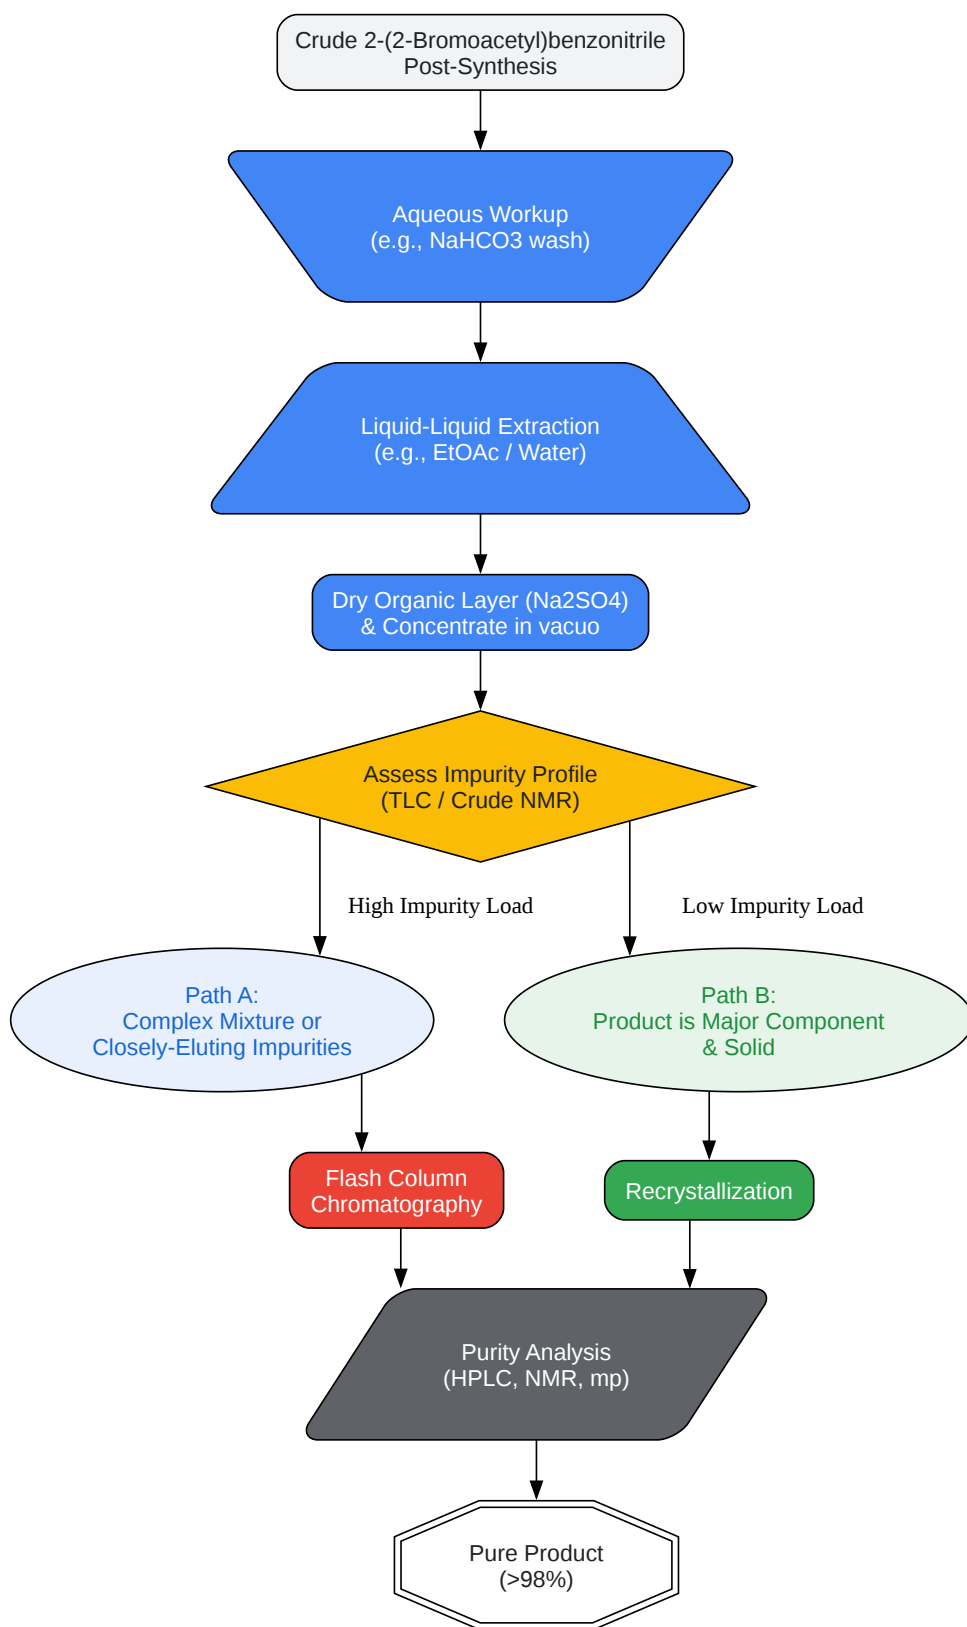 Crude 2-(2-Bromoacetyl)benzonitrile
Post-Synthesis
Aqueous Workup
(e.g., NaHCO3 wash)
Liquid-Liquid Extraction
(e.g., EtOAc / Water)
Dry Organic Layer (Na2SO4)
& Concentrate in vacuo
Assess Impurity Profile
(TLC / Crude NMR)
High Impurity Load
Low Impurity Load
Path A:
Complex Mixture or
Closely-Eluting Impurities
Path B:
Product is Major Component
& Solid
Flash Column
Chromatography
Recrystallization
Purity Analysis
(HPLC, NMR, mp)
Pure Product
(>98%)